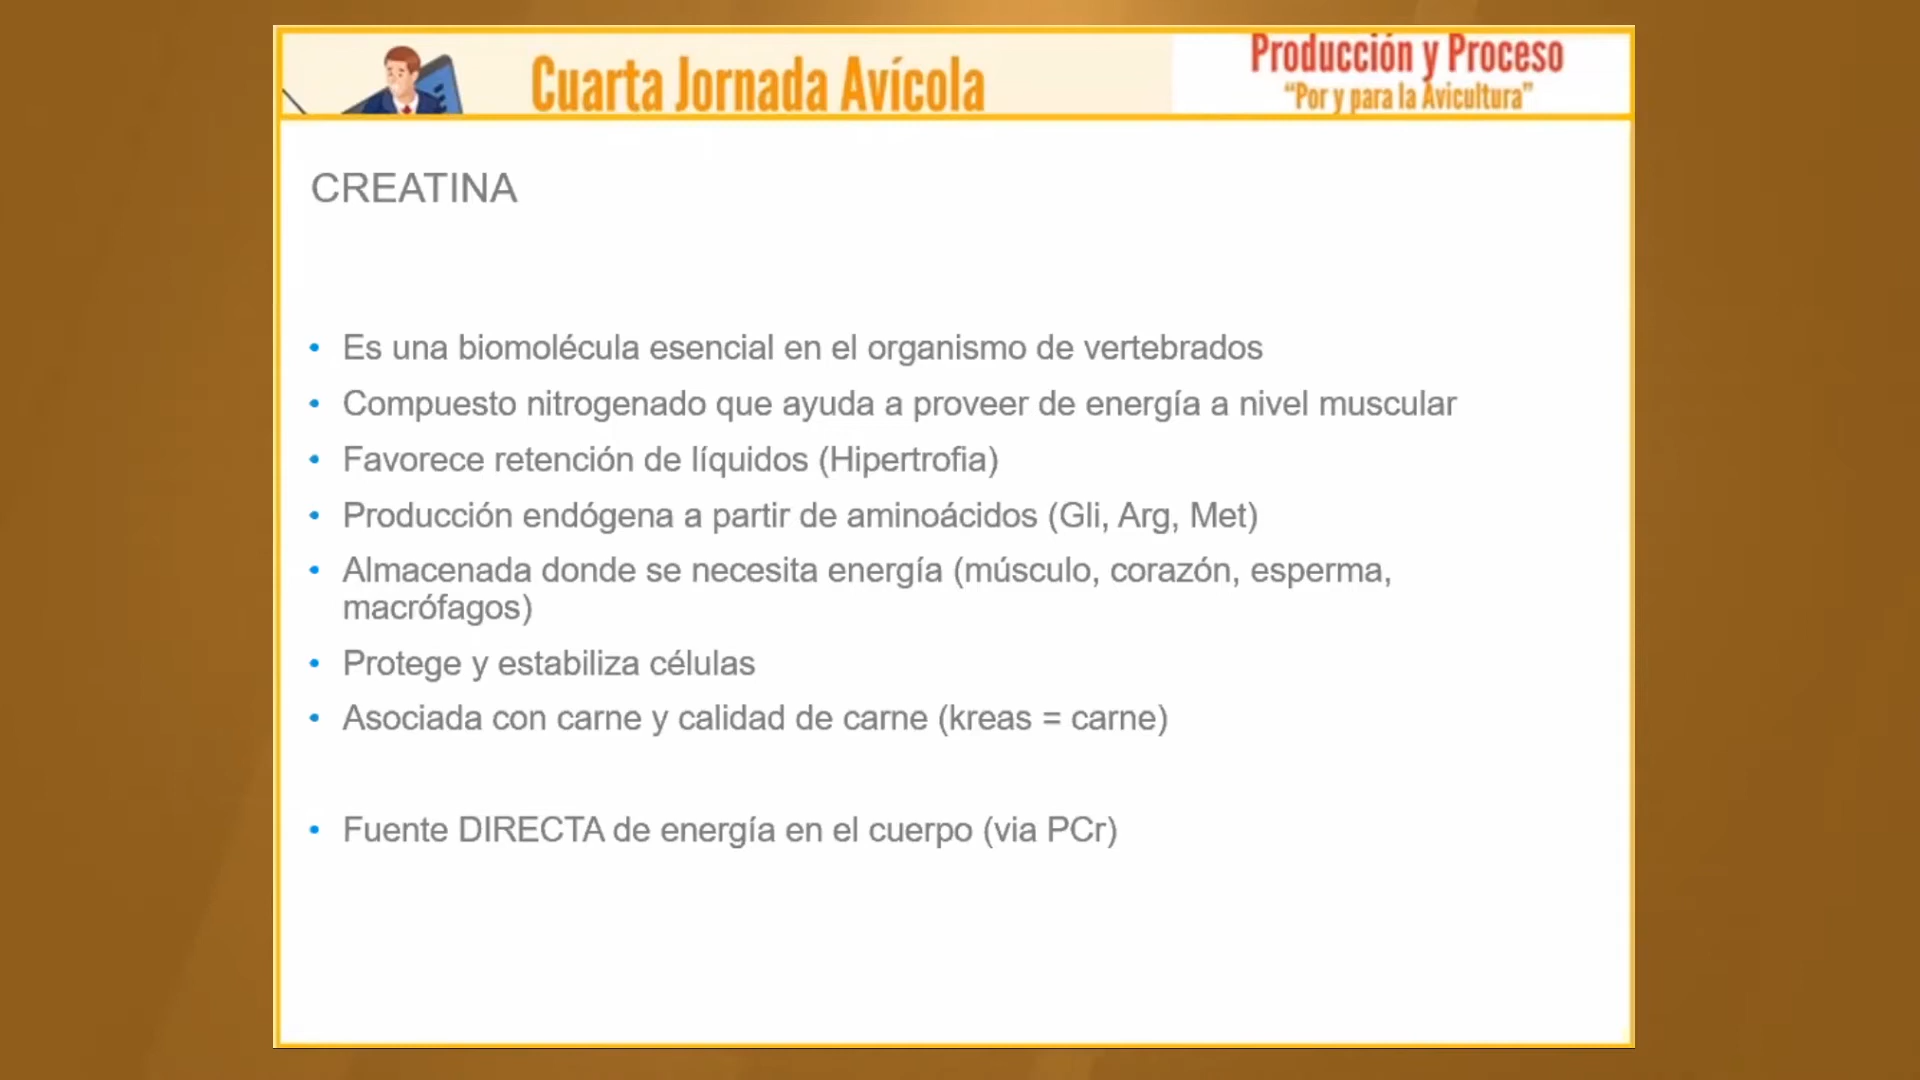 Cuarta Jornada Avícola
Producción y Proceso
“Por y para la Avicultura”
CREATINA
• Es una biomolécula esencial en el organismo de vertebrados
• Compuesto nitrogenado que ayuda a proveer de energía a nivel muscular
• Favorece retención de líquidos (Hipertrofia)
• Producción endógena a partir de aminoácidos (Gli, Arg, Met)
• Almacenada donde se necesita energía (músculo, corazón, esperma,
macrófagos)
• Protege y estabiliza células
• Asociada con carne y calidad de carne (kreas = carne)
• Fuente DIRECTA de energía en el cuerpo (via PCr)